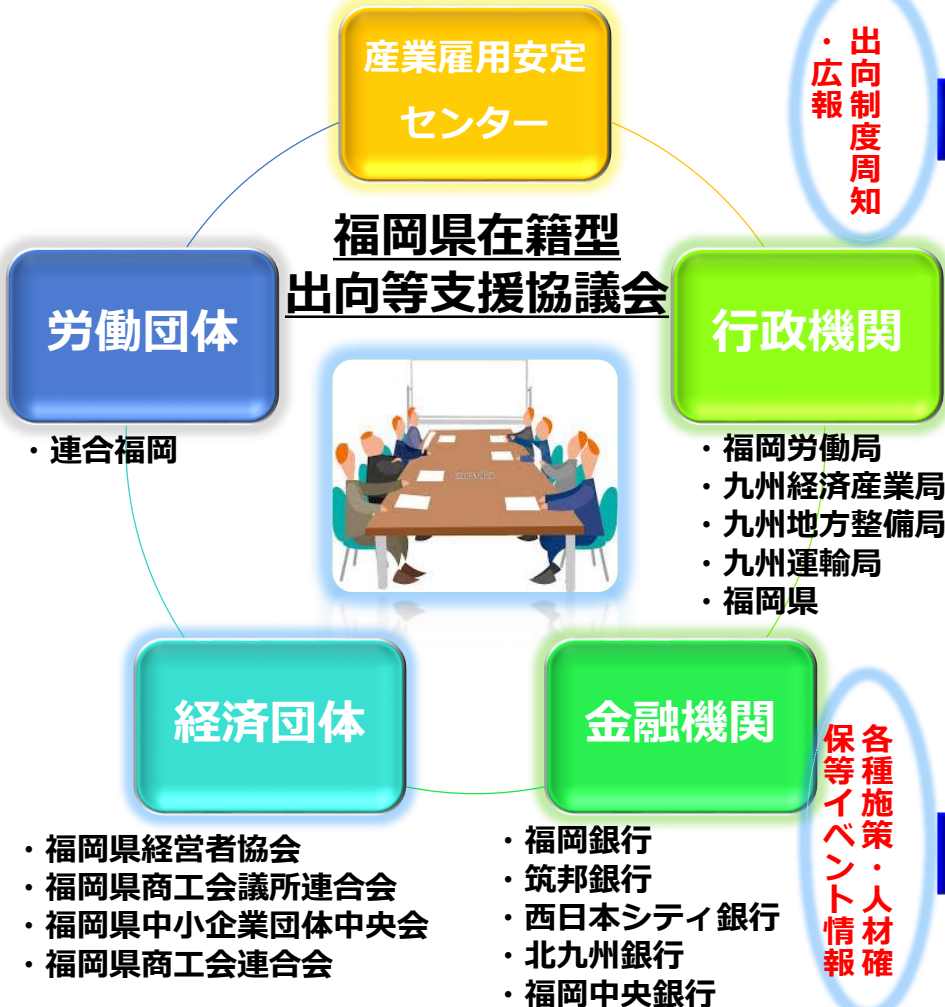 産業雇用安定
センター
出向制度周知
・広報
福岡県在籍型
出向等支援協議会
労働団体
・連合福岡
行政機関
・福岡労働局
・九州経済産業局
・九州地方整備局
・九州運輸局
・福岡県
経済団体
・福岡県経営者協会
・福岡県商工会議所連合会
・福岡県中小企業団体中央会
・福岡県商工会連合会
金融機関
・福岡銀行
・筑邦銀行
・西日本シティ銀行
・北九州銀行
・福岡中央銀行
各種施策・人材確
保等イベント情報